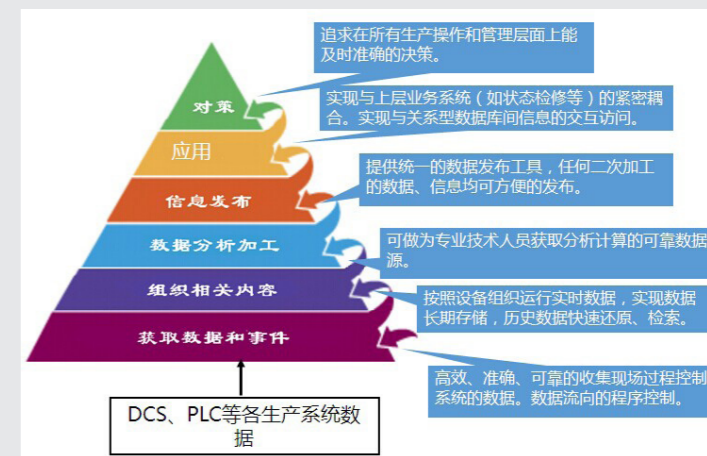 追求在所有生产操作和管理层面上能
及时准确的决策。
对策
实现与上层业务系统（如状态检修等）的紧密耦
合。实现与关系型数据库间信息的交互访问。
应用
提供统一的数据发布工具，任何二次加工
的数据、信息均可方便的发布。
信息发布
数据分析加工
可做为专业技术人员获取分析计算的可靠数据
源。
组织相关内容
按照设备组织运行实时数据，实现数据
长期存储，历史数据快速还原、检索。
获取数据和事件
高效、准确、可靠的收集现场过程控制
系统的数据。数据流向的程序控制。
DCS、PLC等各生产系统数
据